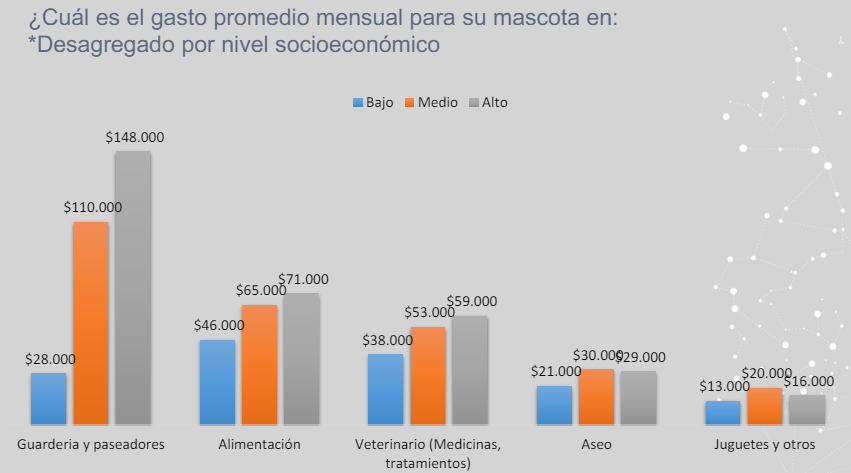 ¿Cuál es el gasto promedio mensual para su mascota en:
*Desagregado por nivel socioeconómico
Bajo Medio Alto
$28.000 $110.000 $148.000
$46.000 $65.000 $71.000
$38.000 $53.000 $59.000
$21.000 $30.000 $29.000
$13.000 $20.000 $16.000
Guarderia y paseadores Alimentación Veterinario (Medicinas, Aseo Juguetes y otros
tratamientos)